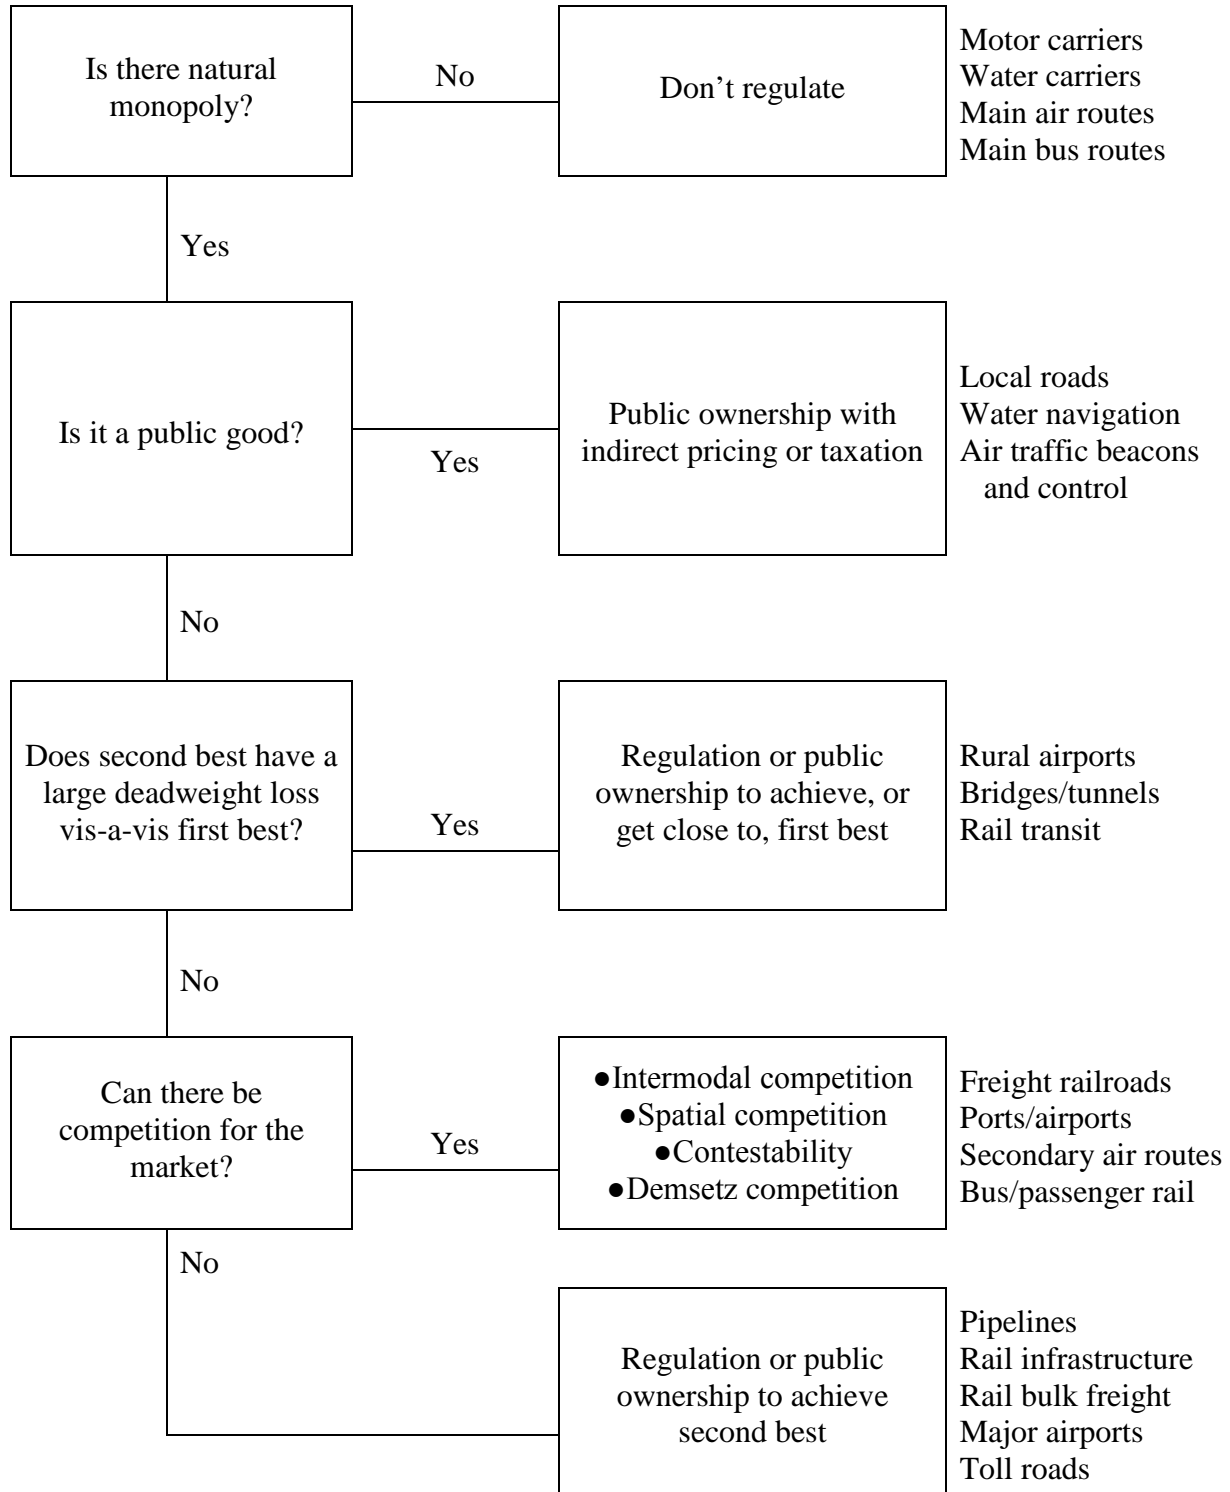 Is there natural
monopoly?
No
Don't regulate
Motor carriers
Water carriers
Main air routes
Main bus routes
Yes
Is it a public good?
Yes
Public ownership with
indirect pricing or taxation
Local roads
Water navigation
Air traffic beacons
and control
No
Does second best have a
large deadweight loss
vis-a-vis first best?
Yes
Regulation or public
ownership to achieve, or
get close to, first best
Rural airports
Bridges/tunnels
Rail transit
No
Can there be
competition for the
market?
Yes
●Intermodal competition
●Spatial competition
●Contestability
●Demsetz competition
Freight railroads
Ports/airports
Secondary air routes
Bus/passenger rail
No
Regulation or public
ownership to achieve
second best
Pipelines
Rail infrastructure
Rail bulk freight
Major airports
Toll roads